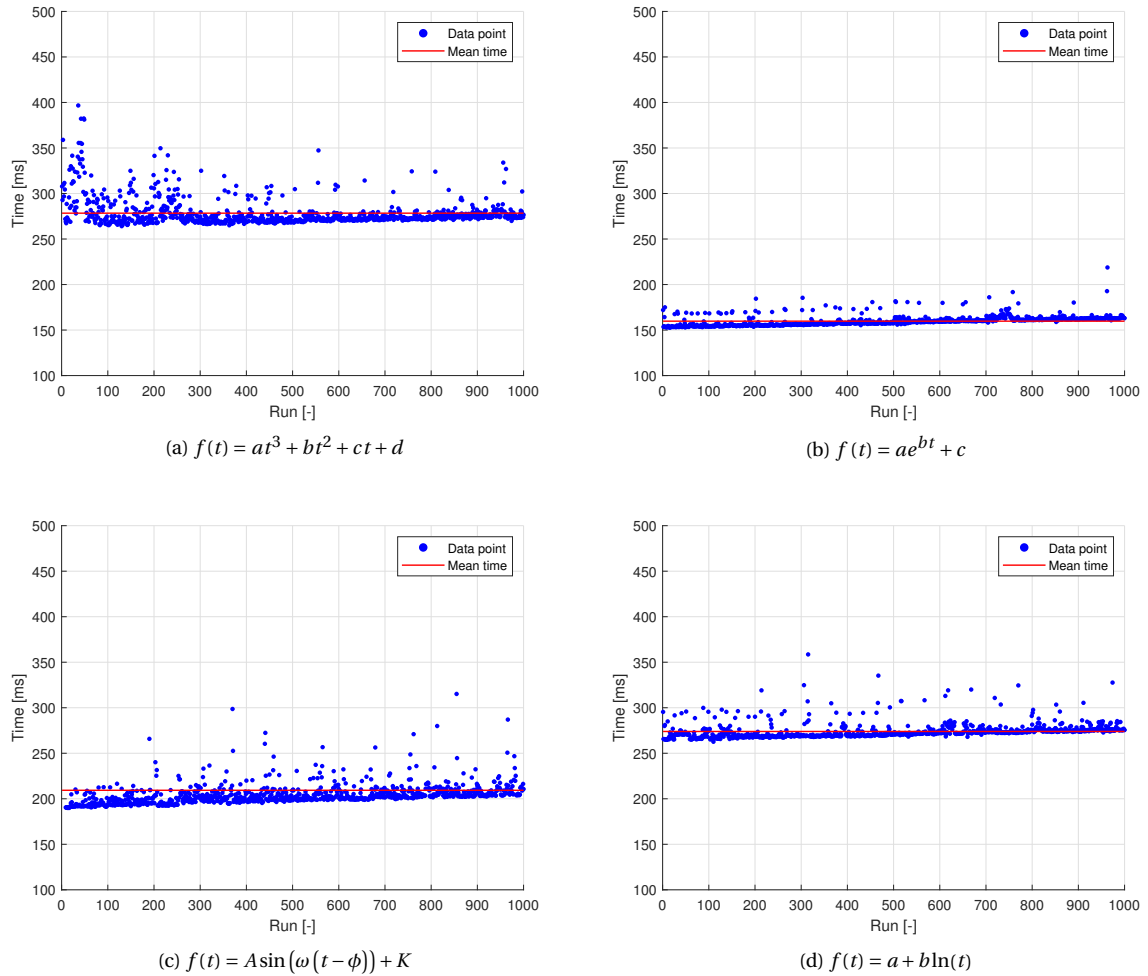 500
450
400
350
300
250
200
150
100
Time [ms]
Data point
Mean time
0 100 200 300 400 500 600 700 800 900 1000
Run [-]
(a) f(t) = at³ + bt² + ct + d
500
450
400
350
300
250
200
150
100
Time [ms]
Data point
Mean time
0 100 200 300 400 500 600 700 800 900 1000
Run [-]
(b) f(t) = ae^{bt} + c
500
450
400
350
300
250
200
150
100
Time [ms]
Data point
Mean time
0 100 200 300 400 500 600 700 800 900 1000
Run [-]
(c) f(t) = A sin(ω(t − ϕ)) + K
500
450
400
350
300
250
200
150
100
Time [ms]
Data point
Mean time
0 100 200 300 400 500 600 700 800 900 1000
Run [-]
(d) f(t) = a + b ln(t)